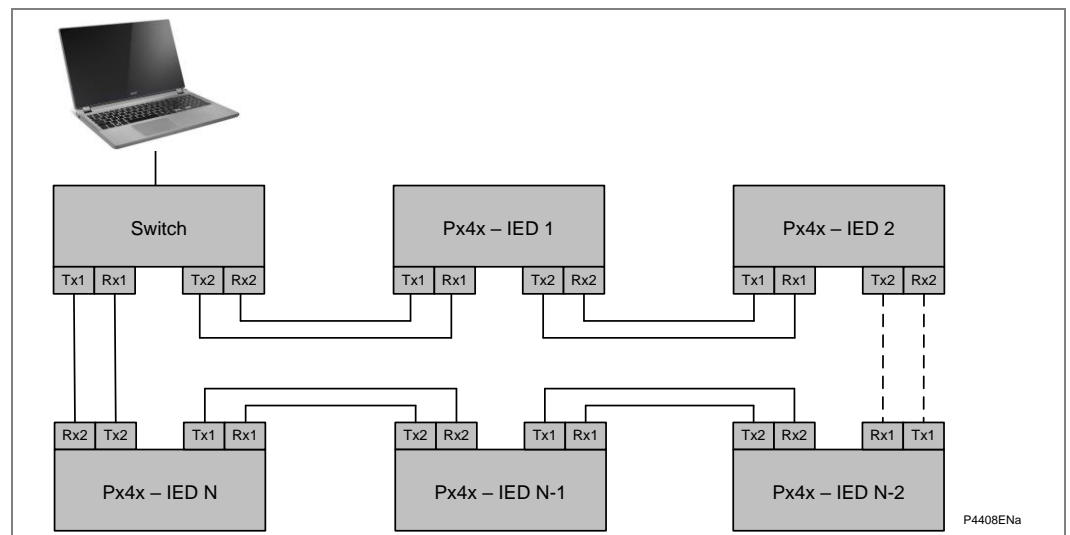 Switch
Px4x – IED 1
Px4x – IED 2
Tx1 Rx1 Tx2 Rx2
Tx1 Rx1 Tx2 Rx2
Tx1 Rx1 Tx2 Rx2
Rx2 Tx2 Tx1 Rx1
Tx2 Rx2 Tx1 Rx1
Tx2 Rx2 Rx1 Tx1
Px4x – IED N
Px4x – IED N-1
Px4x – IED N-2
P4408ENa